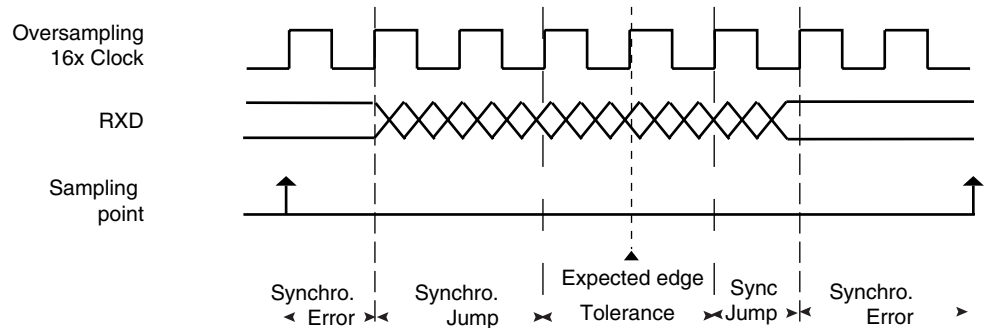 Oversampling
16x Clock
RXD
Sampling
point
Expected edge
Synchro.
Error
Synchro.
Jump
Tolerance
Sync
Jump
Synchro.
Error